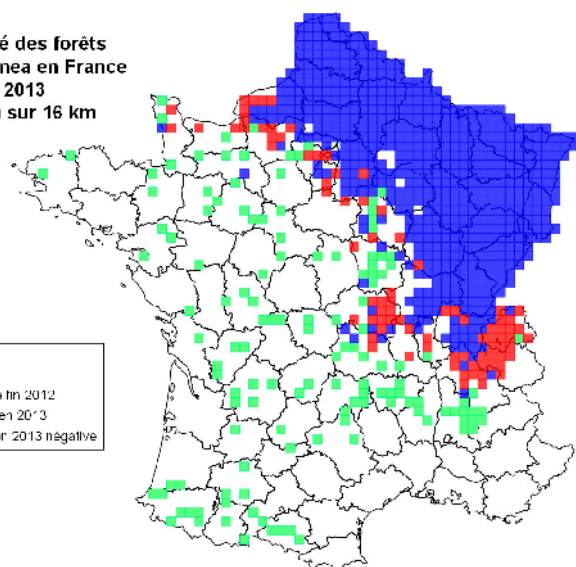 é des forêts
nea en France
2013
sur 16 km
fin 2012
en 2013
n 2013 négative